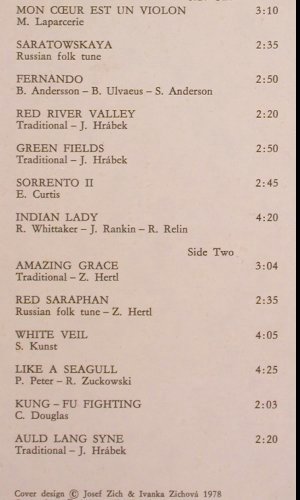 MON CŒUR EST UN VIOLON 3:10
M. Laparcerie
SARATOWSKAYA 2:35
Russian folk tune
FERNANDO 2:50
B. Andersson – B. Ulvaeus – S. Anderson
RED RIVER VALLEY 2:20
Traditional – J. Hrábek
GREEN FIELDS 2:50
Traditional – J. Hrábek
SORRENTO II 2:45
E. Curtis
INDIAN LADY 4:20
R. Whittaker – J. Rankin – R. Relin
Side Two
AMAZING GRACE 3:04
Traditional – Z. Hertl
RED SARAPHAN 2:35
Russian folk tune – Z. Hertl
WHITE VEIL 4:05
S. Kunst
LIKE A SEAGULL 4:25
P. Peter – R. Zuckowski
KUNG – FU FIGHTING 2:03
C. Douglas
AULD LANG SYNE 2:20
Traditional – J. Hrábek
Cover design © Josef Zich & Ivanka Zichová 1978